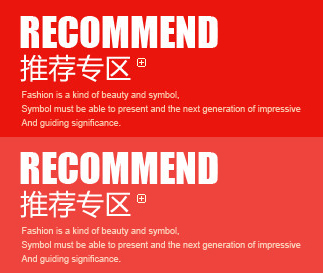 RECOMMEND
推荐专区
Fashion is a kind of beauty and symbol,
Symbol must be able to present and the next generation of impressive
And guiding significance.
RECOMMEND
推荐专区
Fashion is a kind of beauty and symbol,
Symbol must be able to present and the next generation of impressive
And guiding significance.